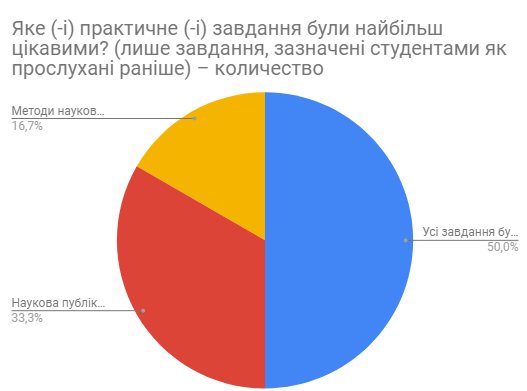 Яке (-і) практичне (-і) завдання були найбільш
цікавими? (лише завдання, зазначені студентами як
прослухані раніше) – количество
Методи науков...
16,7%
Усі завдання бу...
50,0%
Наукова публік...
33,3%